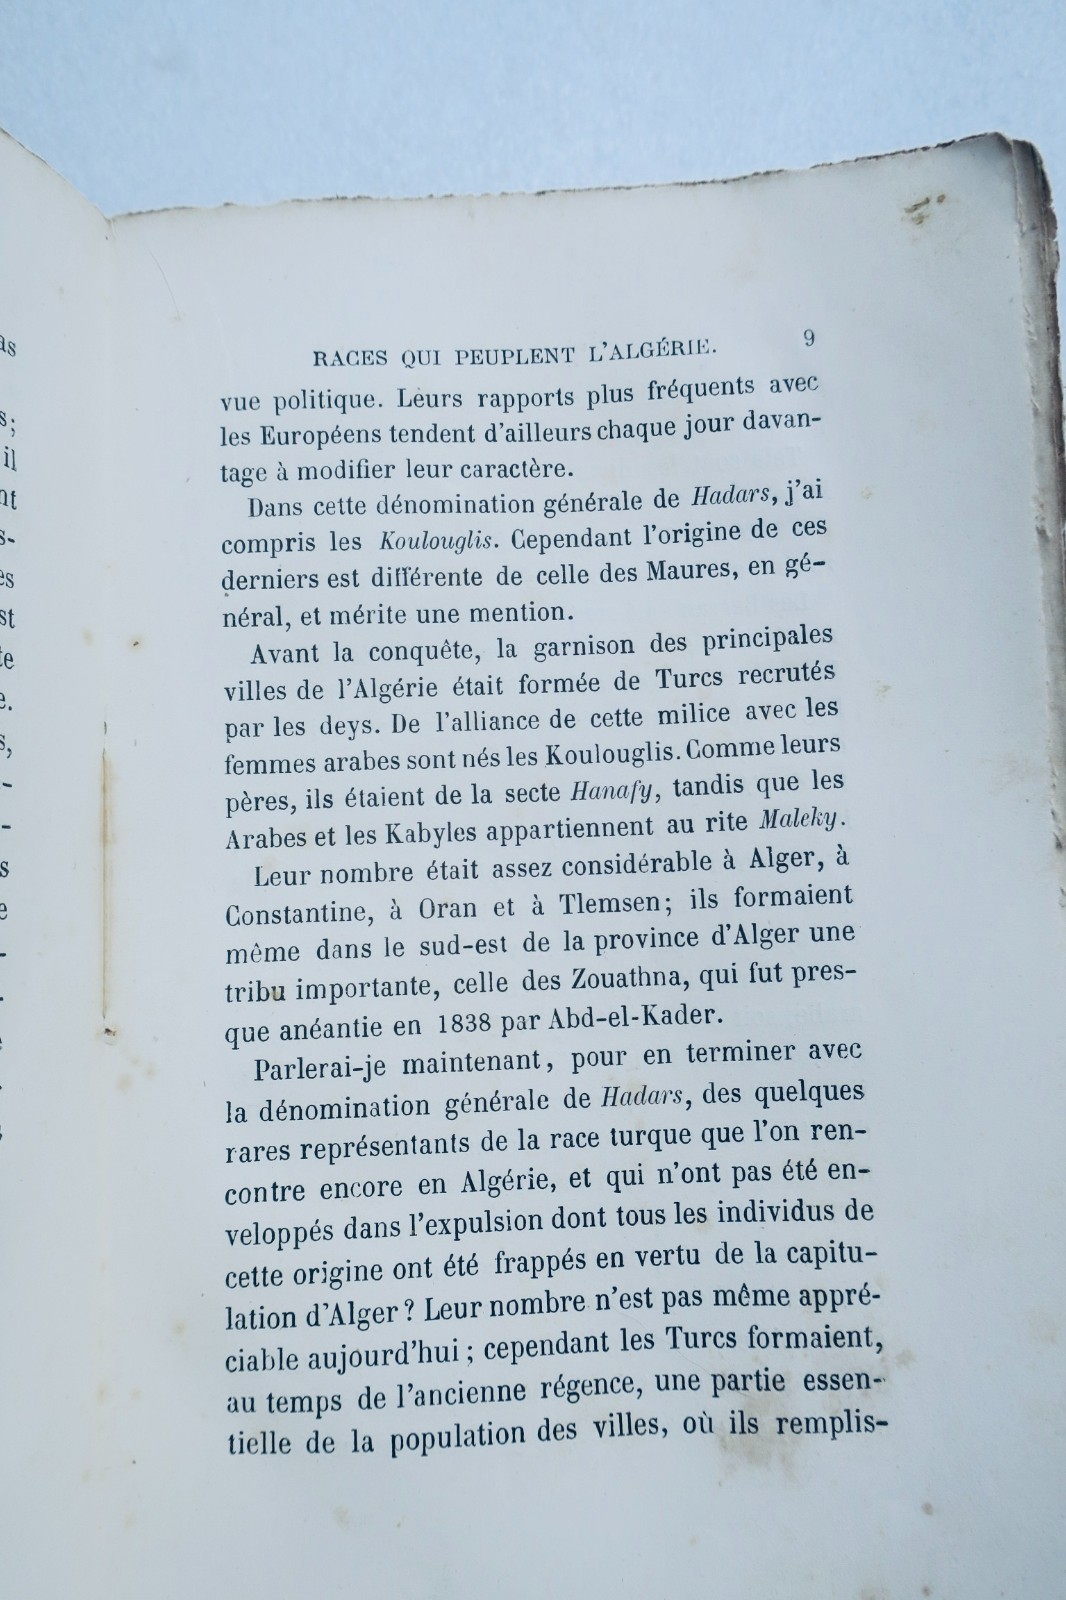 RACES QUI PEUPLENT L'ALGÉRIE. 9
vue politique. Leurs rapports plus fréquents avec
les Européens tendent d'ailleurs chaque jour davan-
tage à modifier leur caractère.
Dans cette dénomination générale de Hadars, j'ai
compris les Koulouglis. Cependant l'origine de ces
derniers est différente de celle des Maures, en gé-
néral, et mérite une mention.
Avant la conquête, la garnison des principales
villes de l'Algérie était formée de Turcs recrutés
par les deys. De l'alliance de cette milice avec les
femmes arabes sont nés les Koulouglis. Comme leurs
pères, ils étaient de la secte Hanafy, tandis que les
Arabes et les Kabyles appartiennent au rite Maleky.
Leur nombre était assez considérable à Alger, à
Constantine, à Oran et à Tlemsen; ils formaient
même dans le sud-est de la province d'Alger une
tribu importante, celle des Zouathna, qui fut pres-
que anéantie en 1838 par Abd-el-Kader.
Parlerai-je maintenant, pour en terminer avec
la dénomination générale de Hadars, des quelques
rares représentants de la race turque que l'on ren-
contre encore en Algérie, et qui n'ont pas été en-
veloppés dans l'expulsion dont tous les individus de
cette origine ont été frappés en vertu de la capitu-
lation d'Alger? Leur nombre n'est pas même appré-
ciable aujourd'hui; cependant les Turcs formaient,
au temps de l'ancienne régence, une partie essen-
tielle de la population des villes, où ils remplis-